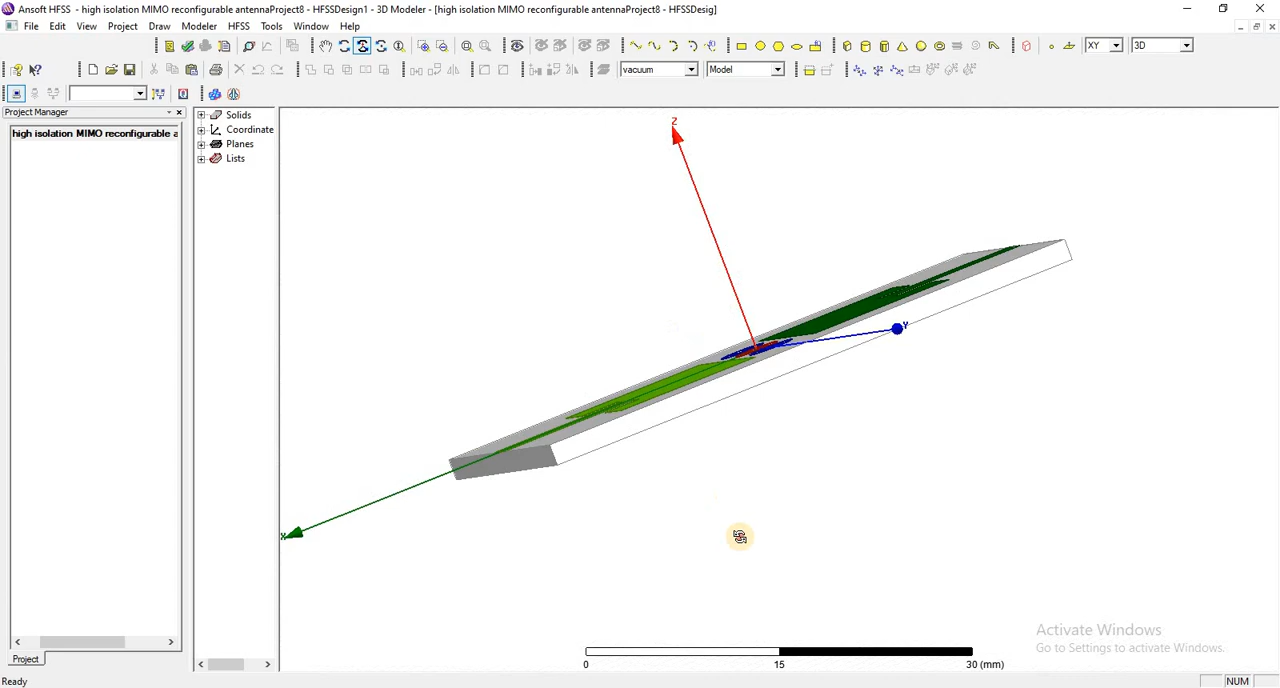 Ansoft HFSS - high isolation MIMO reconfigurable antennaProject8 - HFSSDesign1 - 3D Modeler - [high isolation MIMO reconfigurable antennaProject8 - HFSSDesig]
File Edit View Project Draw Modeler HFSS Tools Window Help
XY 3D
vacuum Model
Project Manager
high isolation MIMO reconfigurable a
Solids
Coordinate
Planes
Lists
Z
Y
X
Activate Windows
Go to Settings to activate Windows.
0 15 30 (mm)
Project
Ready NUM